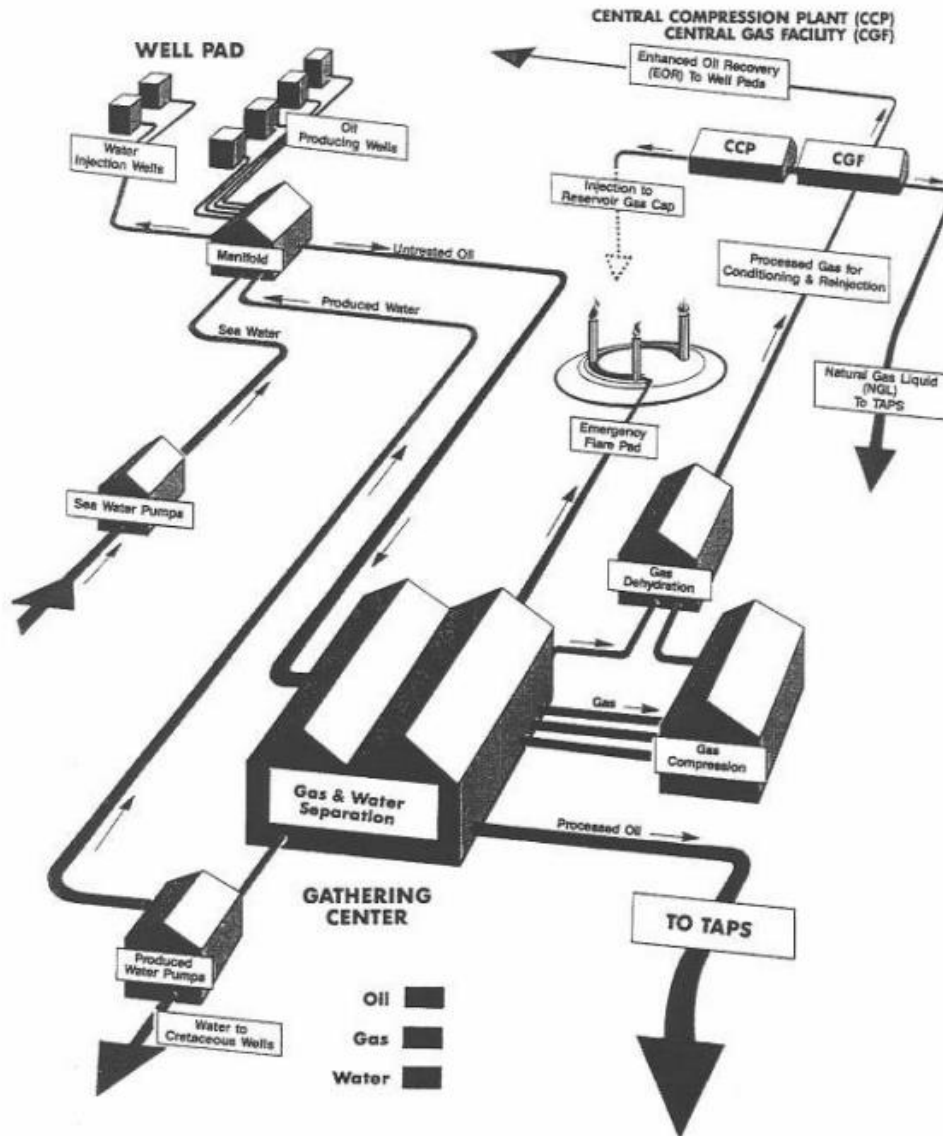 CENTRAL COMPRESSION PLANT (CCP)
CENTRAL GAS FACILITY (CGF)
WELL PAD
Enhanced Oil Recovery
(EOR) To Well Pads
Water
Injection Wells
Oil
Producing Wells
CCP
CGF
Injection to
Reservoir Gas Cap
Manifold
Untreated Oil
Processed Gas for
Conditioning & Reinjection
Produced Water
Sea Water
Natural Gas Liquid
(NGL)
To TAPS
Emergency
Flare Pad
Sea Water Pumps
Gas
Dehydration
Gas
Gas
Compression
Gas & Water
Separation
Processed Oil
GATHERING
CENTER
TO TAPS
Produced
Water Pumps
Water to
Cretaceous Wells
Oil
Gas
Water